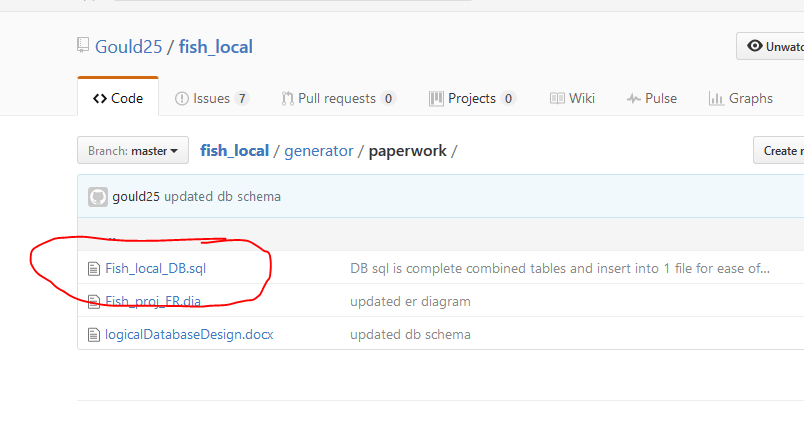 Gould25 / fish_local
Unwatc
Code Issues 7 Pull requests 0 Projects 0 Wiki Pulse Graphs
Branch: master fish_local / generator / paperwork /
Create n
gould25 updated db schema
..
Fish_local_DB.sql DB sql is complete combined tables and insert into 1 file for ease of...
Fish_proj_ER.dia updated er diagram
logicalDatabaseDesign.docx updated db schema